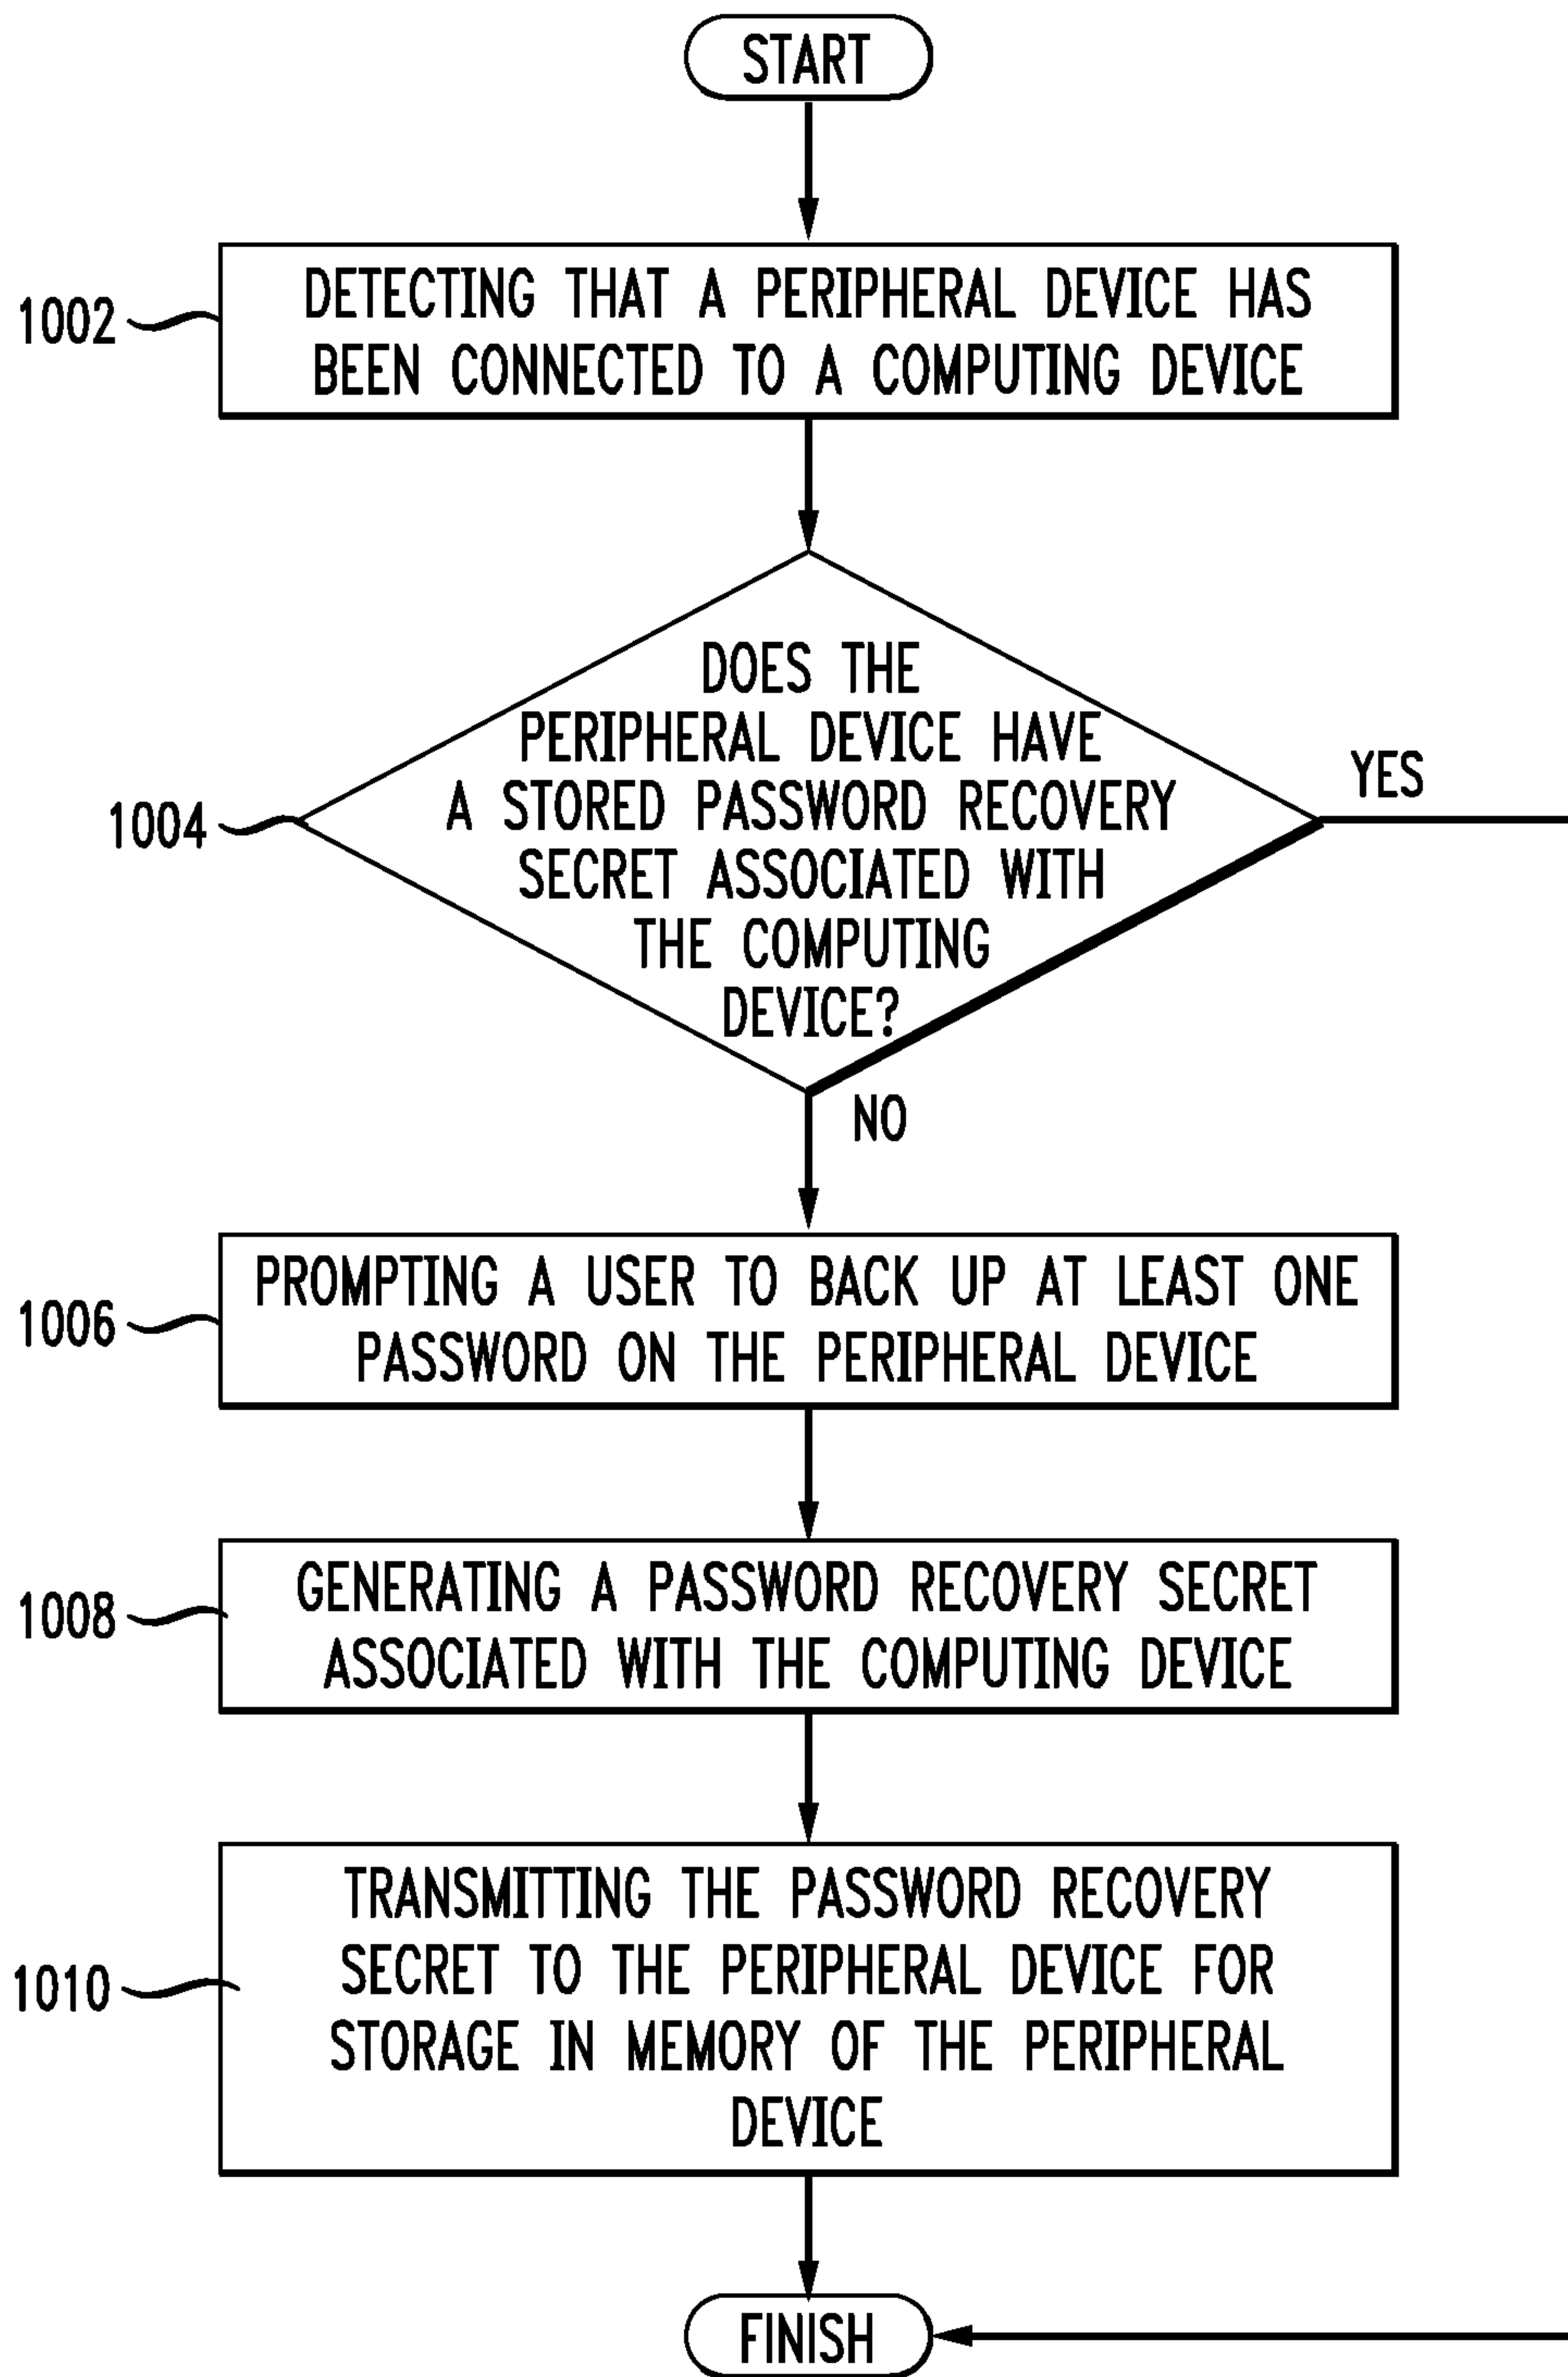 START
1002
DETECTING THAT A PERIPHERAL DEVICE HAS
BEEN CONNECTED TO A COMPUTING DEVICE
1004
DOES THE
PERIPHERAL DEVICE HAVE
A STORED PASSWORD RECOVERY
SECRET ASSOCIATED WITH
THE COMPUTING
DEVICE?
YES
NO
1006
PROMPTING A USER TO BACK UP AT LEAST ONE
PASSWORD ON THE PERIPHERAL DEVICE
1008
GENERATING A PASSWORD RECOVERY SECRET
ASSOCIATED WITH THE COMPUTING DEVICE
1010
TRANSMITTING THE PASSWORD RECOVERY
SECRET TO THE PERIPHERAL DEVICE FOR
STORAGE IN MEMORY OF THE PERIPHERAL
DEVICE
FINISH